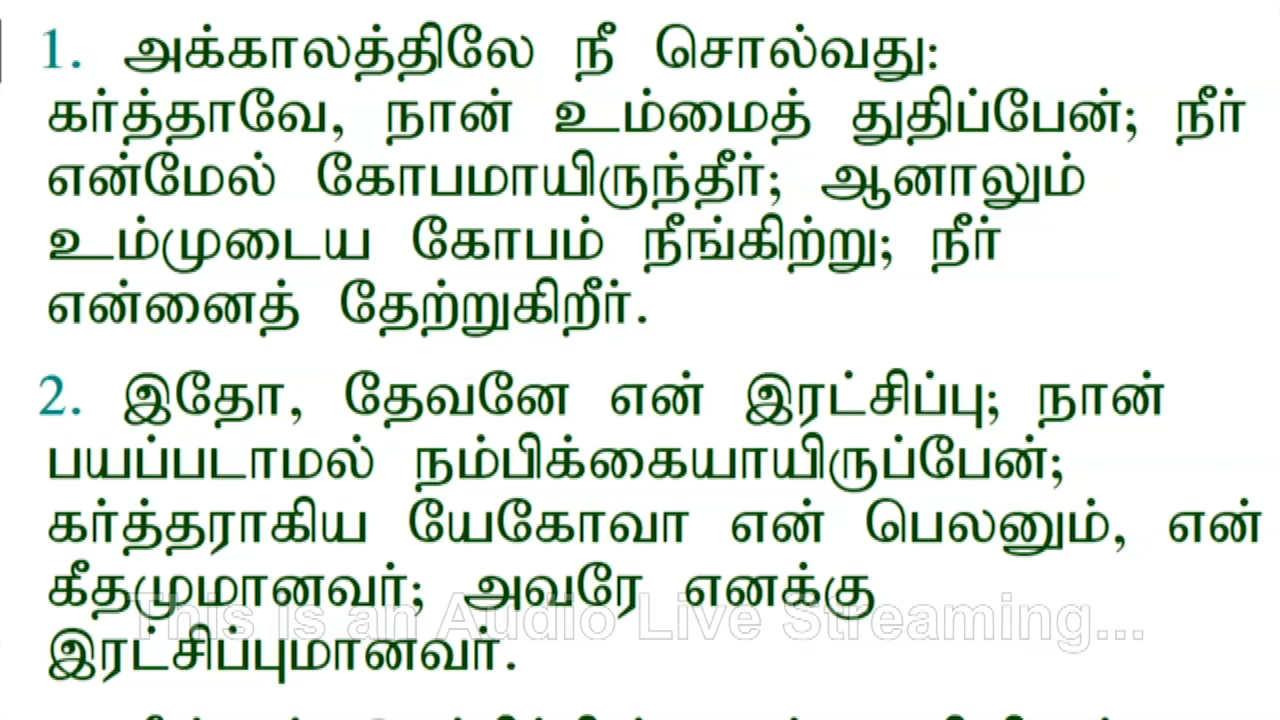 1. அக்காலத்திலே நீ சொல்வது:
கர்த்தாவே, நான் உம்மைத் துதிப்பேன்; நீர்
என்மேல் கோபமாயிருந்தீர்; ஆனாலும்
உம்முடைய கோபம் நீங்கிற்று; நீர்
என்னைத் தேற்றுகிறீர்.
2. இதோ, தேவனே என் இரட்சிப்பு; நான்
பயப்படாமல் நம்பிக்கையாயிருப்பேன்;
கர்த்தராகிய யேகோவா என் பெலனும், என்
கீதமுமானவர்; அவரே எனக்கு
This is an Audio Live Streaming...
இரட்சிப்புமானவர்.